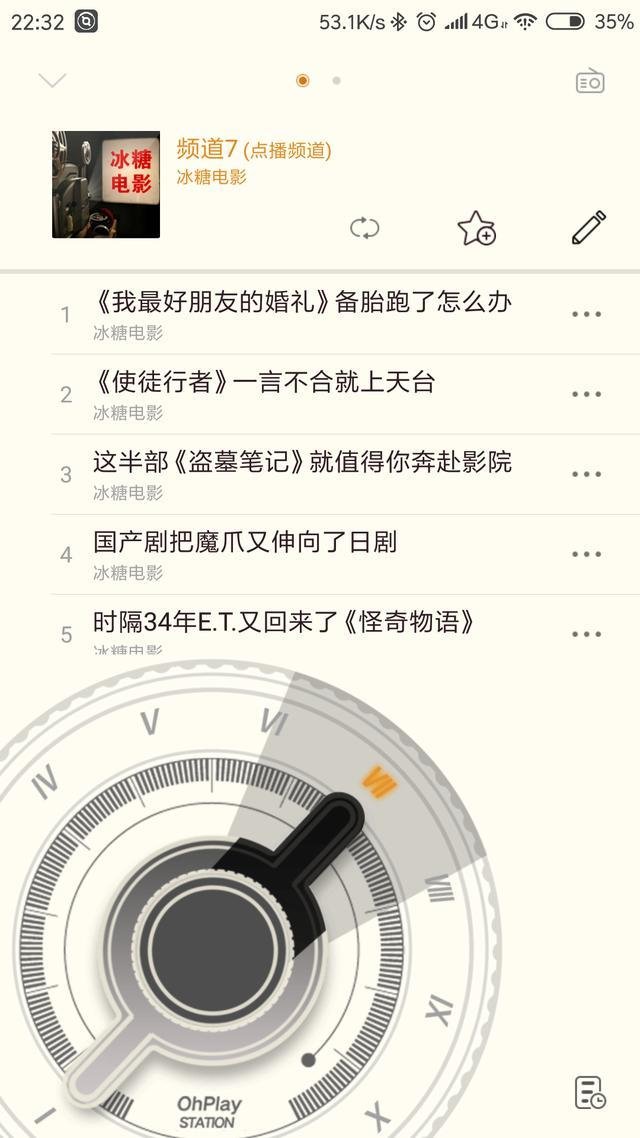 22:32 53.1K/s 4G 35%
冰糖
电影
频道7 (点播频道)
冰糖电影
1 《我最好朋友的婚礼》备胎跑了怎么办
冰糖电影
2 《使徒行者》一言不合就上天台
冰糖电影
3 这半部《盗墓笔记》就值得你奔赴影院
冰糖电影
4 国产剧把魔爪又伸向了日剧
冰糖电影
5 时隔34年E.T.又回来了《怪奇物语》
冰糖电影
V
VI
IV
VII
VIII
IX
I
X
OhPlay
STATION